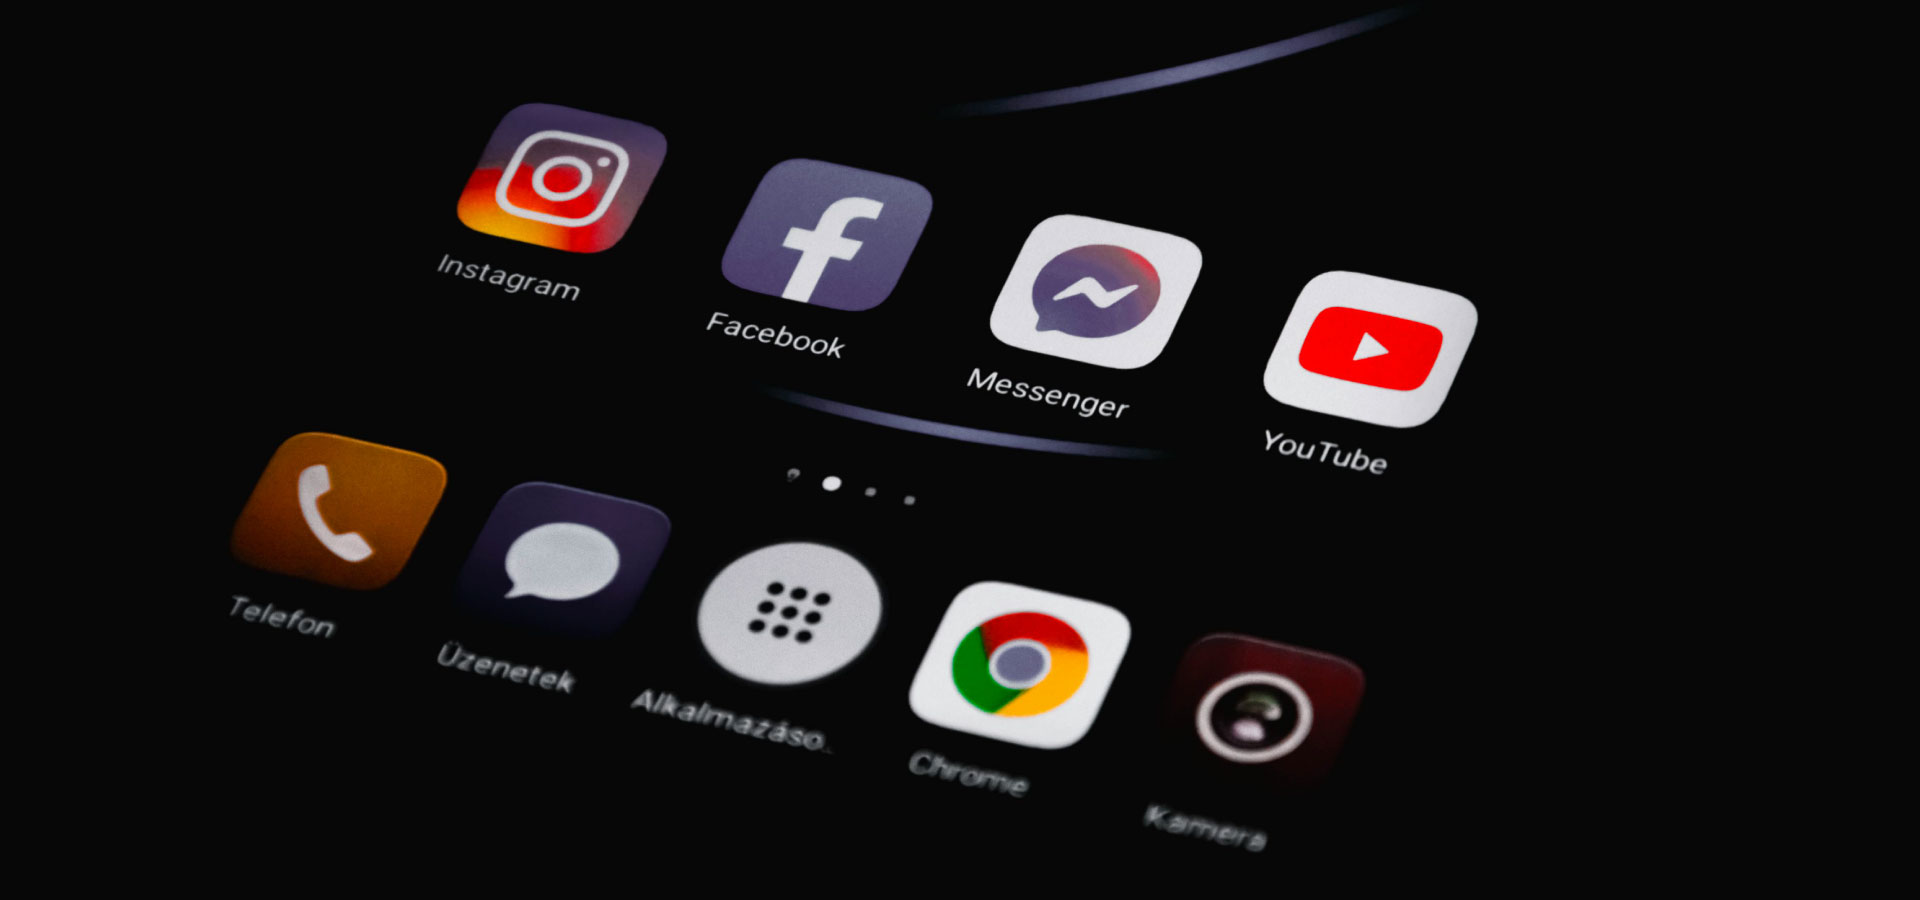 Instagram
Facebook
Messenger
YouTube
Telefon
Üzenetek
Alkalmazáso..
Chrome
Kamera